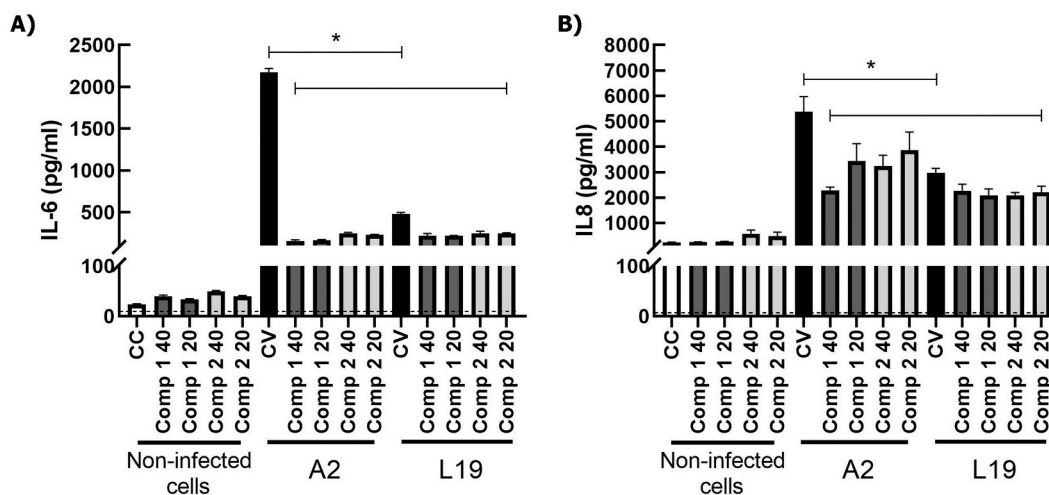 A)
IL-6 (pg/ml)
2500
2000
1500
1000
500
100
0
*
CC
Comp 1 40
Comp 1 20
Comp 2 40
Comp 2 20
CV
Comp 1 40
Comp 1 20
Comp 2 40
Comp 2 20
CV
Comp 1 40
Comp 1 20
Comp 2 40
Comp 2 20
Non-infected
cells
A2
L19
B)
IL8 (pg/ml)
8000
7000
6000
5000
4000
3000
2000
1000
100
0
*
CC
Comp 1 40
Comp 1 20
Comp 2 40
Comp 2 20
CV
Comp 1 40
Comp 1 20
Comp 2 40
Comp 2 20
CV
Comp 1 40
Comp 1 20
Comp 2 40
Comp 2 20
Non-infected
cells
A2
L19